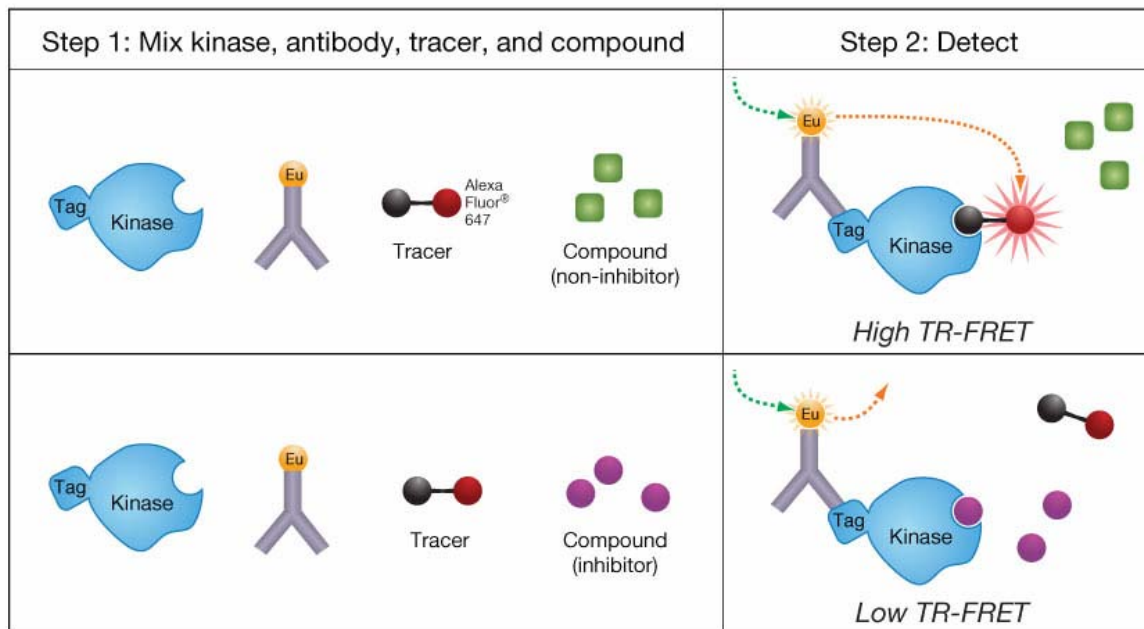 Step 1: Mix kinase, antibody, tracer, and compound
Step 2: Detect
Tag
Kinase
Eu
Alexa
Fluor®
647
Tracer
Compound
(non-inhibitor)
Eu
Tag
Kinase
High TR-FRET
Tag
Kinase
Eu
Tracer
Compound
(inhibitor)
Eu
Tag
Kinase
Low TR-FRET